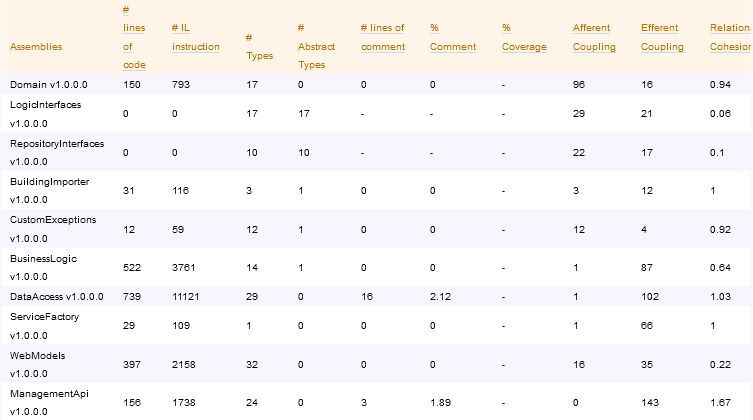 Assemblies # lines of code # IL instruction # Types # Abstract Types # lines of comment % Comment % Coverage Afferent Coupling Efferent Coupling Relation Cohesion
Domain v1.0.0.0 150 793 17 0 0 0 - 96 16 0.94
LogicInterfaces v1.0.0.0 0 0 17 17 - - - 29 21 0.06
RepositoryInterfaces v1.0.0.0 0 0 10 10 - - - 22 17 0.1
BuildingImporter v1.0.0.0 31 116 3 1 0 0 - 3 12 1
CustomExceptions v1.0.0.0 12 59 12 1 0 0 - 12 4 0.92
BusinessLogic v1.0.0.0 522 3761 14 1 0 0 - 1 87 0.64
DataAccess v1.0.0.0 739 11121 29 0 16 2.12 - 1 102 1.03
ServiceFactory v1.0.0.0 29 109 1 0 0 0 - 1 66 1
WebModels v1.0.0.0 397 2158 32 0 0 0 - 16 35 0.22
ManagementApi v1.0.0.0 156 1738 24 0 3 1.89 - 0 143 1.67